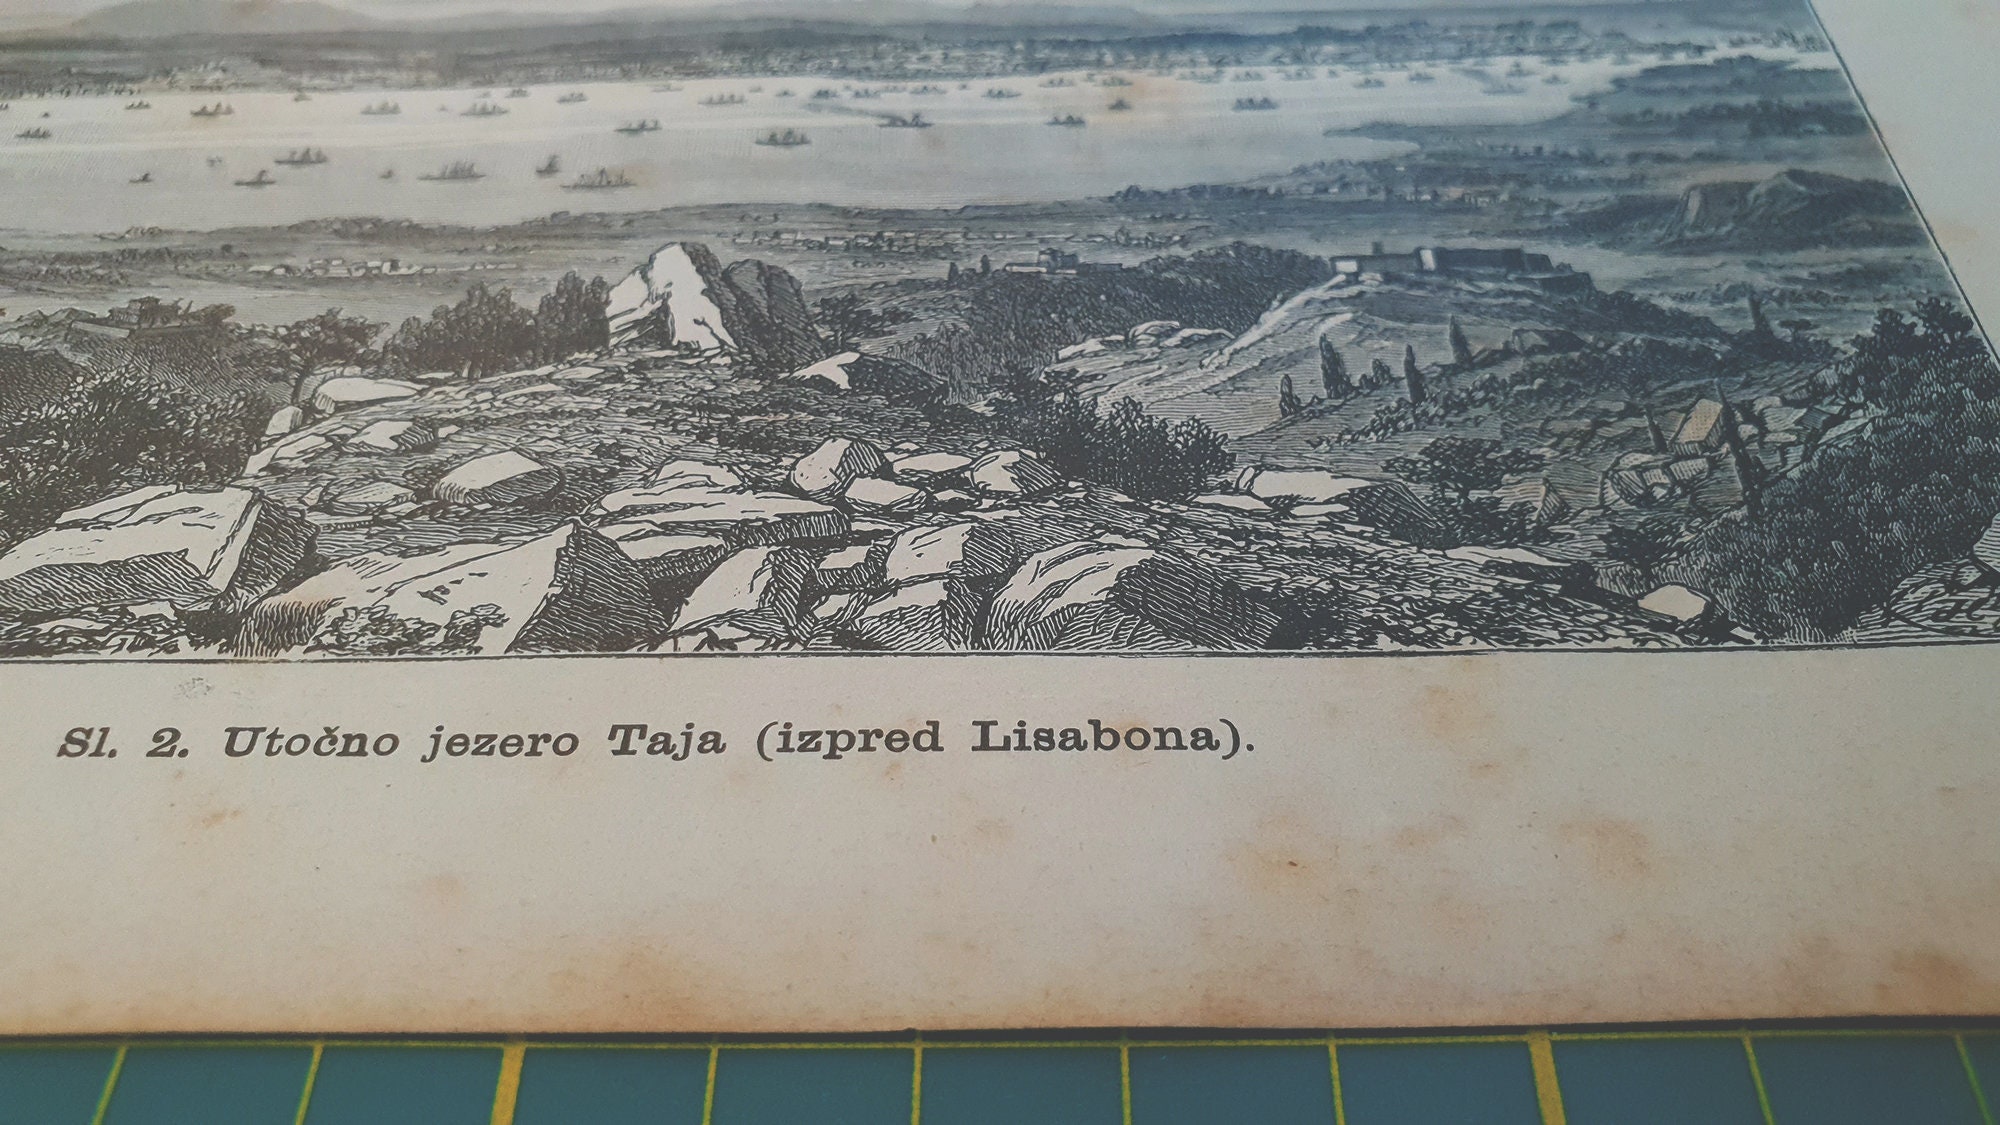 Sl. 2. Utočno jezero Taja (izpred Lisabona).